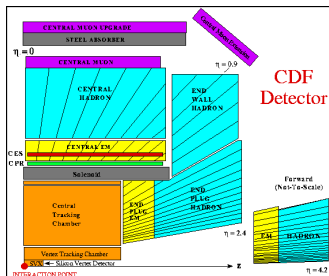 CENTRAL MUON UPGRADE
STEEL ABSORBER
Central Muon Extension
η = 0
CENTRAL MUON
η = 0.9
CENTRAL
HADRON
END
WALL
HADRON
CDF
Detector
CENTRAL EM
CES
CPR
Solenoid
Central
Tracking
Chamber
END
PLUG
EM
END
PLUG
HADRON
Forward
(Not-To-Scale)
EM
HADRON
η = 2.4
Vertex Tracking Chamber
SVX
Silicon Vertex Detector
z
η = 4.2
INTERACTION POINT